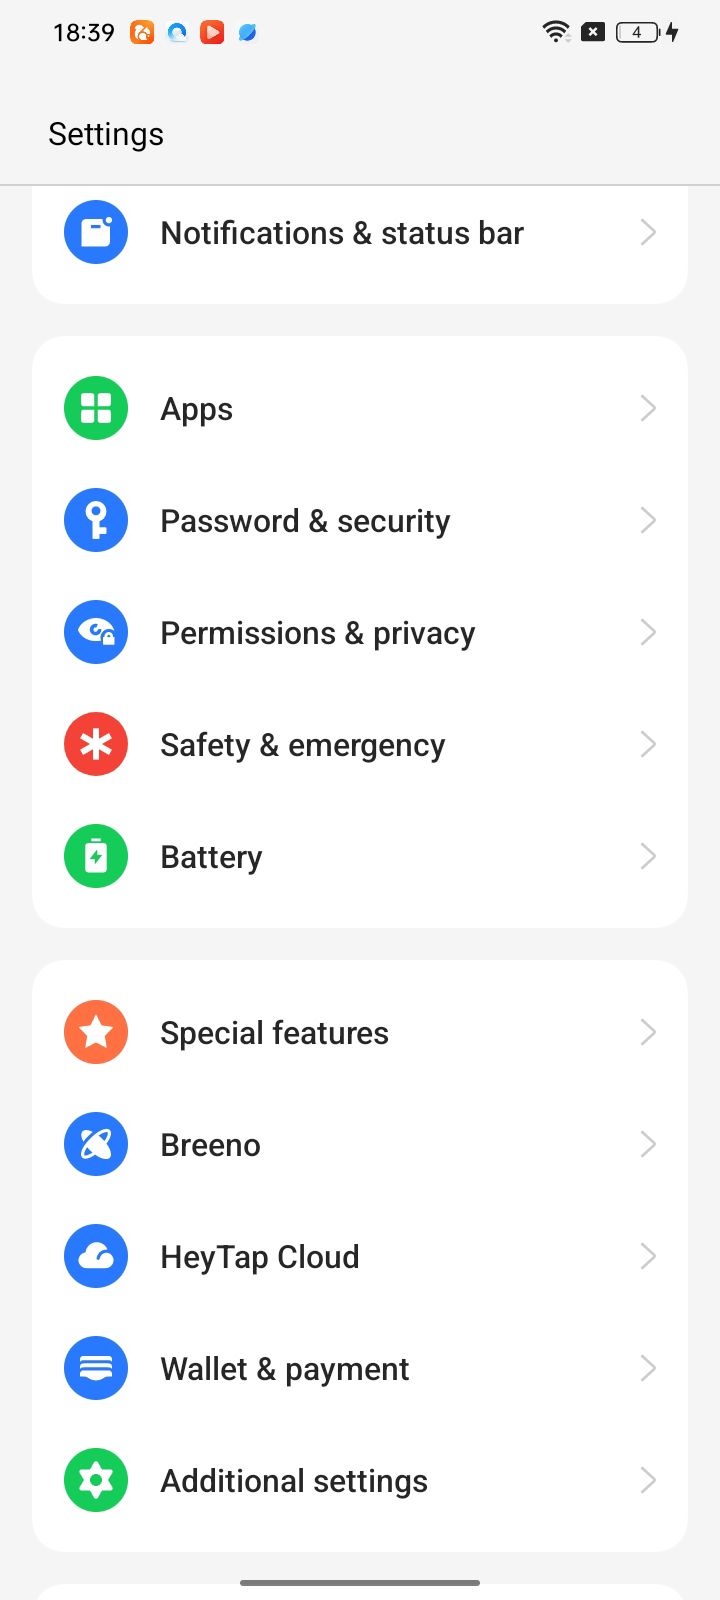 18:39
4
Settings
Notifications & status bar
Apps
Password & security
Permissions & privacy
Safety & emergency
Battery
Special features
Breeno
HeyTap Cloud
Wallet & payment
Additional settings